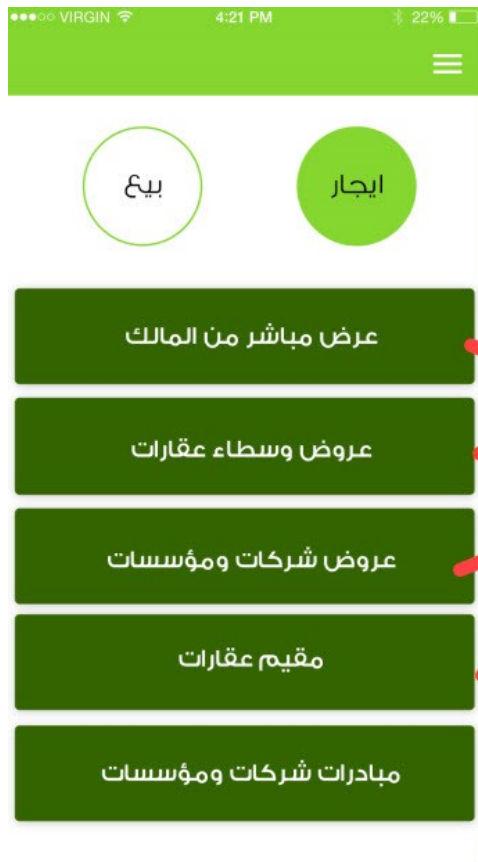 VIRGIN 4:21 PM 22%
ايجار
بيع
عرض مباشر من المالك
عروض وسطاء عقارات
عروض شركات ومؤسسات
مقيم عقارات
مبادرات شركات ومؤسسات